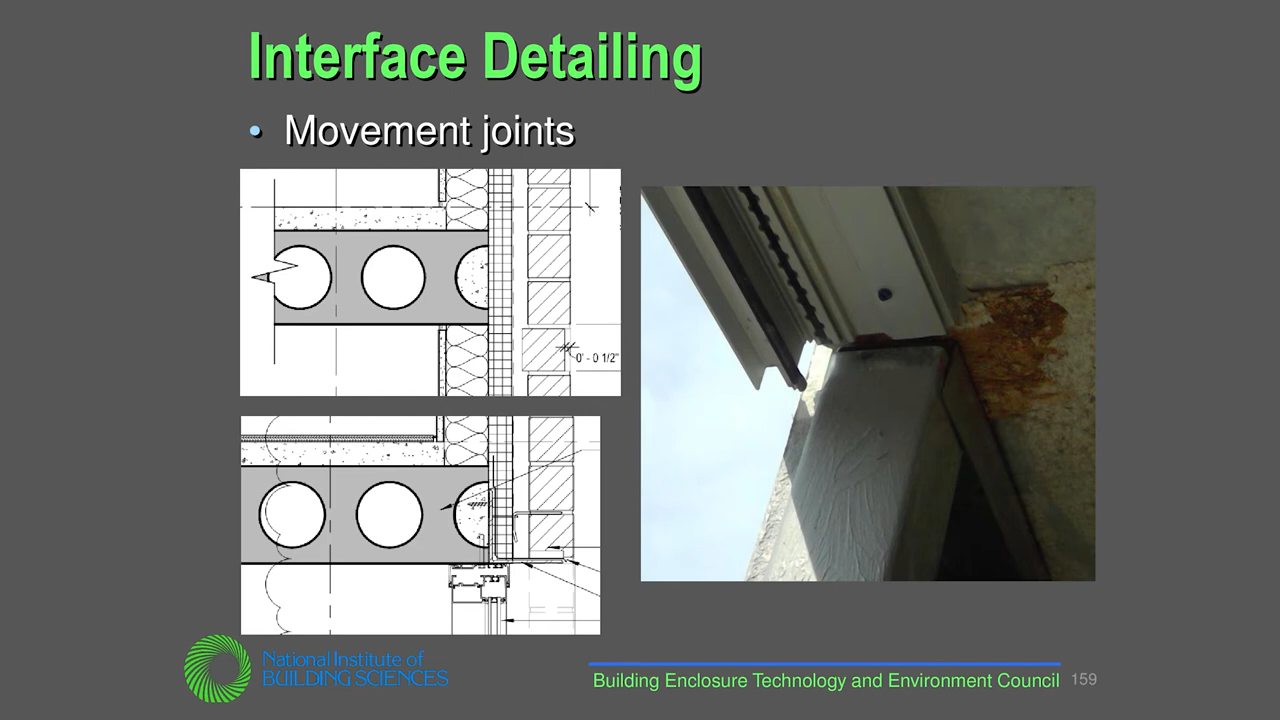 Interface Detailing
• Movement joints
0' - 0 1/2"
National Institute of
BUILDING SCIENCES
Building Enclosure Technology and Environment Council 159